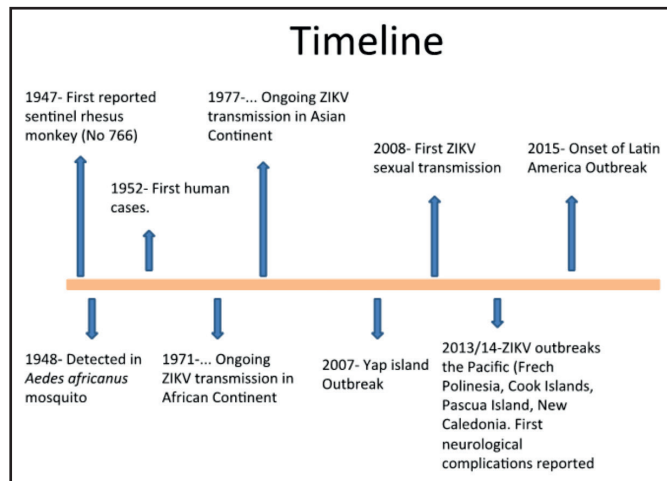 Timeline
1947- First reported
sentinel rhesus
monkey (No 766)
1977-... Ongoing ZIKV
transmission in Asian
Continent
2008- First ZIKV
sexual transmission
2015- Onset of Latin
America Outbreak
1952- First human
cases.
1948- Detected in
Aedes africanus
mosquito
1971-... Ongoing
ZIKV transmission in
African Continent
2007- Yap island
Outbreak
2013/14-ZIKV outbreaks
the Pacific (Frech
Polinesia, Cook Islands,
Pascua Island, New
Caledonia. First
neurological
complications reported